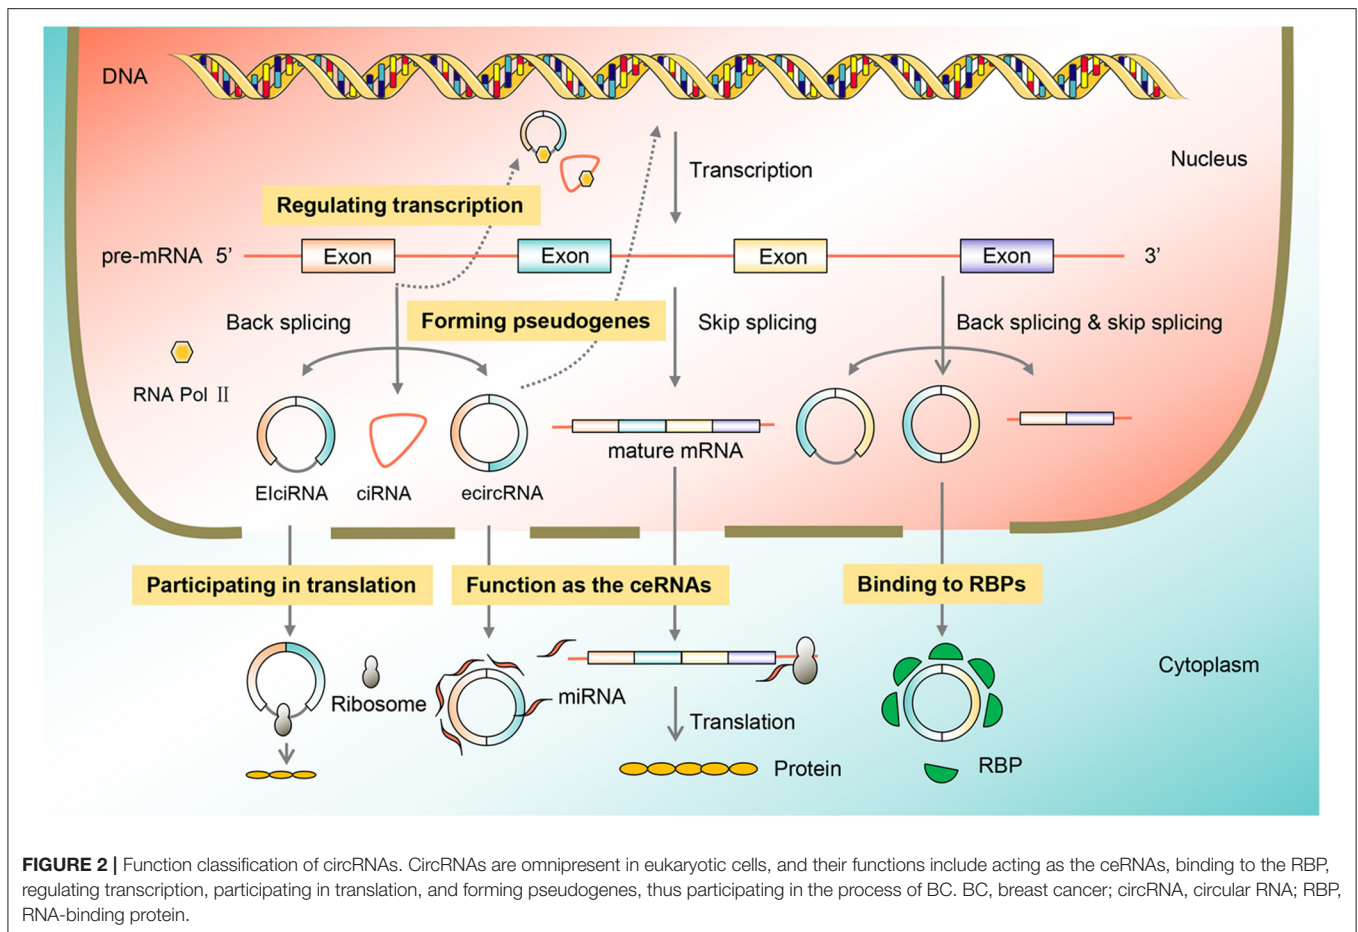 DNA
Nucleus
Transcription
Regulating transcription
pre-mRNA 5’
Exon
Exon
Exon
Exon
3’
Back splicing
Forming pseudogenes
Skip splicing
Back splicing & skip splicing
RNA Pol Ⅱ
mature mRNA
EIciRNA
ciRNA
ecircRNA
Participating in translation
Function as the ceRNAs
Binding to RBPs
Cytoplasm
Ribosome
miRNA
Translation
Protein
RBP
FIGURE 2 | Function classification of circRNAs. CircRNAs are omnipresent in eukaryotic cells, and their functions include acting as the ceRNAs, binding to the RBP,
regulating transcription, participating in translation, and forming pseudogenes, thus participating in the process of BC. BC, breast cancer; circRNA, circular RNA; RBP,
RNA-binding protein.